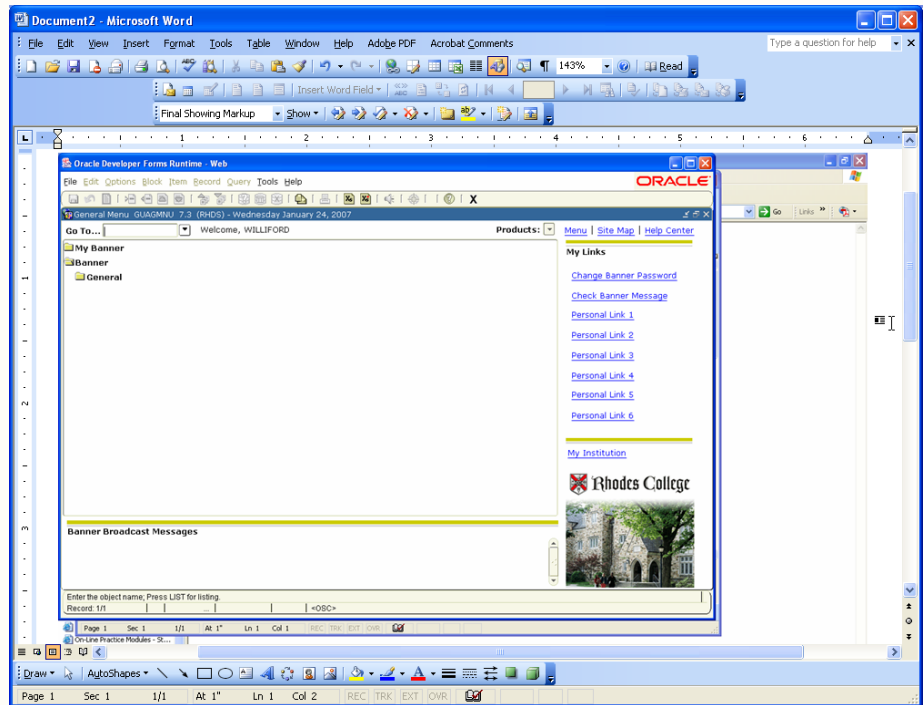 Document2 - Microsoft Word
File Edit View Insert Format Tools Table Window Help Adobe PDF Acrobat Comments Type a question for help
143% Read
Insert Word Field
Final Showing Markup Show
1 2 3 4 5 6
Oracle Developer Forms Runtime - Web
File Edit Options Block Item Record Query Tools Help ORACLE
X
General Menu GUAGMNU 7.3 (RHDS) - Wednesday January 24, 2007
Go Links »
Go To... Welcome, WILLIFORD Products: Menu | Site Map | Help Center
My Banner
Banner
General
My Links
Change Banner Password
Check Banner Message
Personal Link 1
Personal Link 2
Personal Link 3
Personal Link 4
Personal Link 5
Personal Link 6
My Institution
Rhodes College
Banner Broadcast Messages
Enter the object name; Press LIST for listing.
Record: 1/1 ... <OSC>
Page 1 Sec 1 1/1 At 1" Ln 1 Col 1 REC TRK EXT OVR
On-Line Practice Modules - St...
Draw AutoShapes
Page 1 Sec 1 1/1 At 1" Ln 1 Col 2 REC TRK EXT OVR